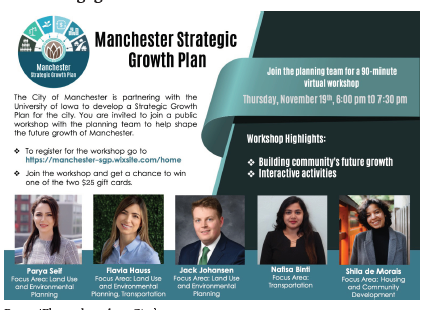 Manchester Strategic
Growth Plan
Manchester
Strategic Growth Plan
The City of Manchester is partnering with the
University of Iowa to develop a Strategic Growth
Plan for the city. You are invited to join a public
workshop with the planning team to help shape
the future growth of Manchester.
❖ To register for the workshop go to
https://manchester-sgp.wixsite.com/home
❖ Join the workshop and get a chance to win
one of the two $25 gift cards.
Join the planning team for a 90-minute
virtual workshop
Thursday, November 19th, 6:00 pm to 7:30 pm
Workshop Highlights:
❖ Building community's future growth
❖ Interactive activities
Parya Seif
Focus Area: Land Use
and Environmental
Planning
Flavia Hauss
Focus Area: Land Use
and Environmental
Planning, Transportation
Jack Johansen
Focus Area: Land Use
and Environmental
Planning
Nafisa Binti
Focus Area:
Transportation
Shila de Morais
Focus Area: Housing
and Community
Development